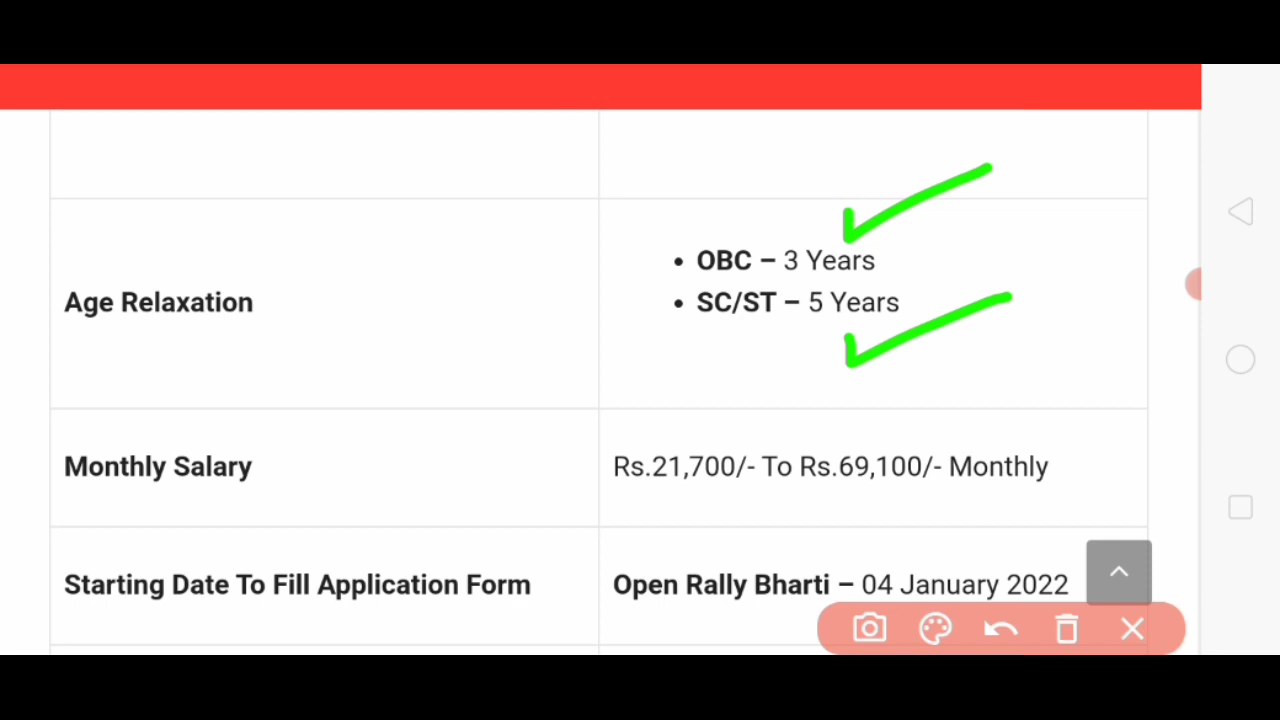 Age Relaxation
• OBC – 3 Years
• SC/ST – 5 Years
Monthly Salary
Rs.21,700/- To Rs.69,100/- Monthly
Starting Date To Fill Application Form
Open Rally Bharti – 04 January 2022